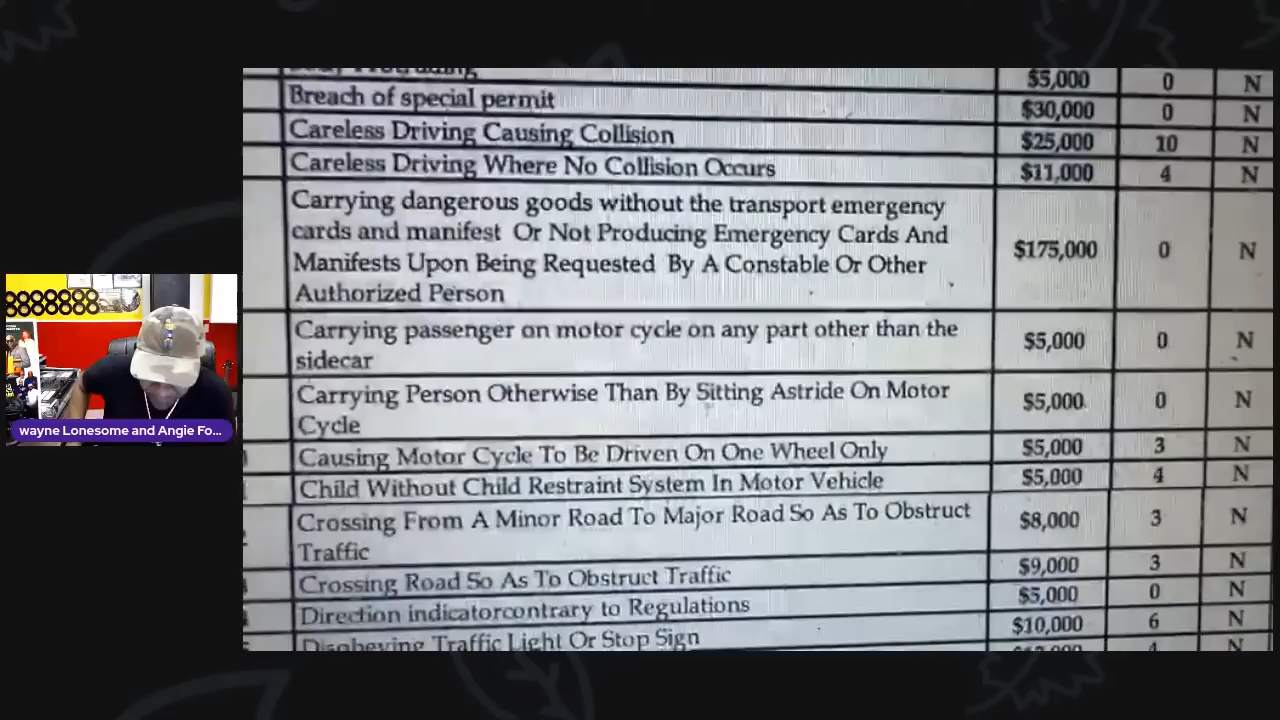 $5,000 0 N
Breach of special permit $30,000 0 N
Careless Driving Causing Collision $25,000 10 N
Careless Driving Where No Collision Occurs $11,000 4 N
Carrying dangerous goods without the transport emergency
cards and manifest Or Not Producing Emergency Cards And
Manifests Upon Being Requested By A Constable Or Other
Authorized Person
$175,000 0 N
Carrying passenger on motor cycle on any part other than the
sidecar
$5,000 0 N
Carrying Person Otherwise Than By Sitting Astride On Motor
Cycle
$5,000 0 N
Causing Motor Cycle To Be Driven On One Wheel Only $5,000 3 N
Child Without Child Restraint System In Motor Vehicle $5,000 4 N
Crossing From A Minor Road To Major Road So As To Obstruct
Traffic
$8,000 3 N
Crossing Road So As To Obstruct Traffic $9,000 3 N
Direction indicatorcontrary to Regulations $5,000 0 N
Disobeying Traffic Light Or Stop Sign $10,000 6 N
wayne Lonesome and Angie Fo...